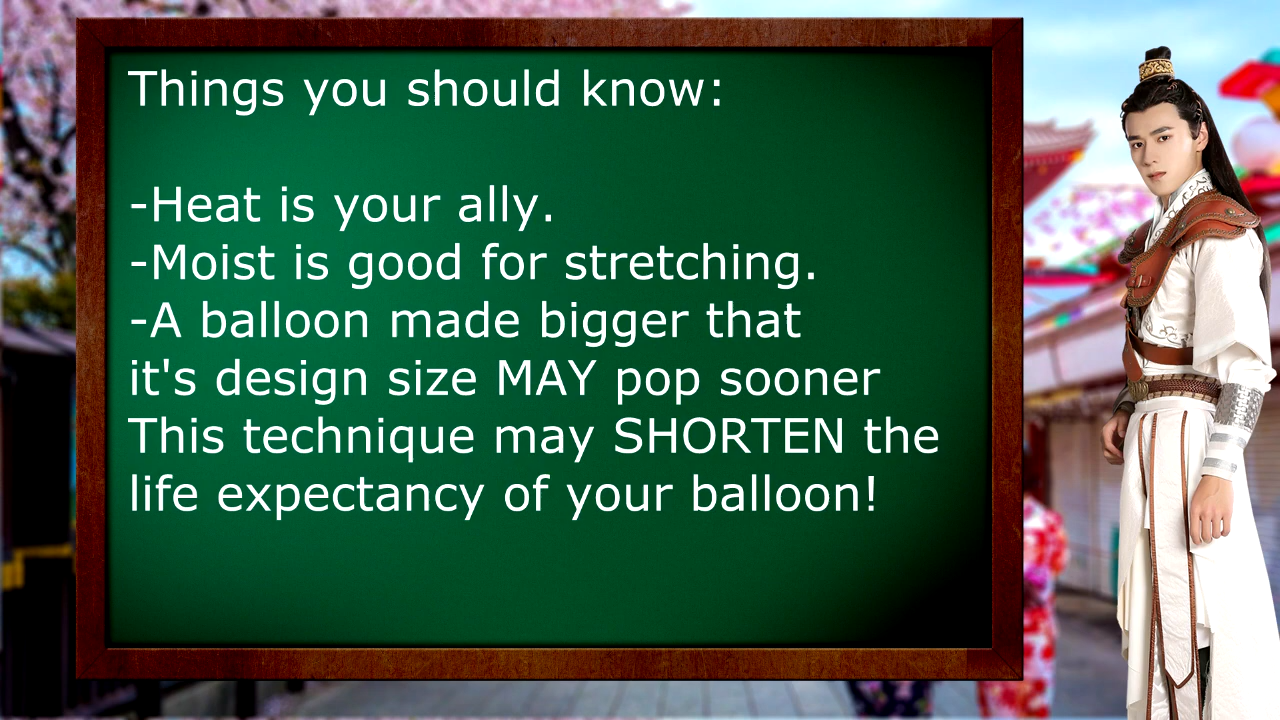 Things you should know:
-Heat is your ally.
-Moist is good for stretching.
-A balloon made bigger that
it's design size MAY pop sooner
This technique may SHORTEN the
life expectancy of your balloon!